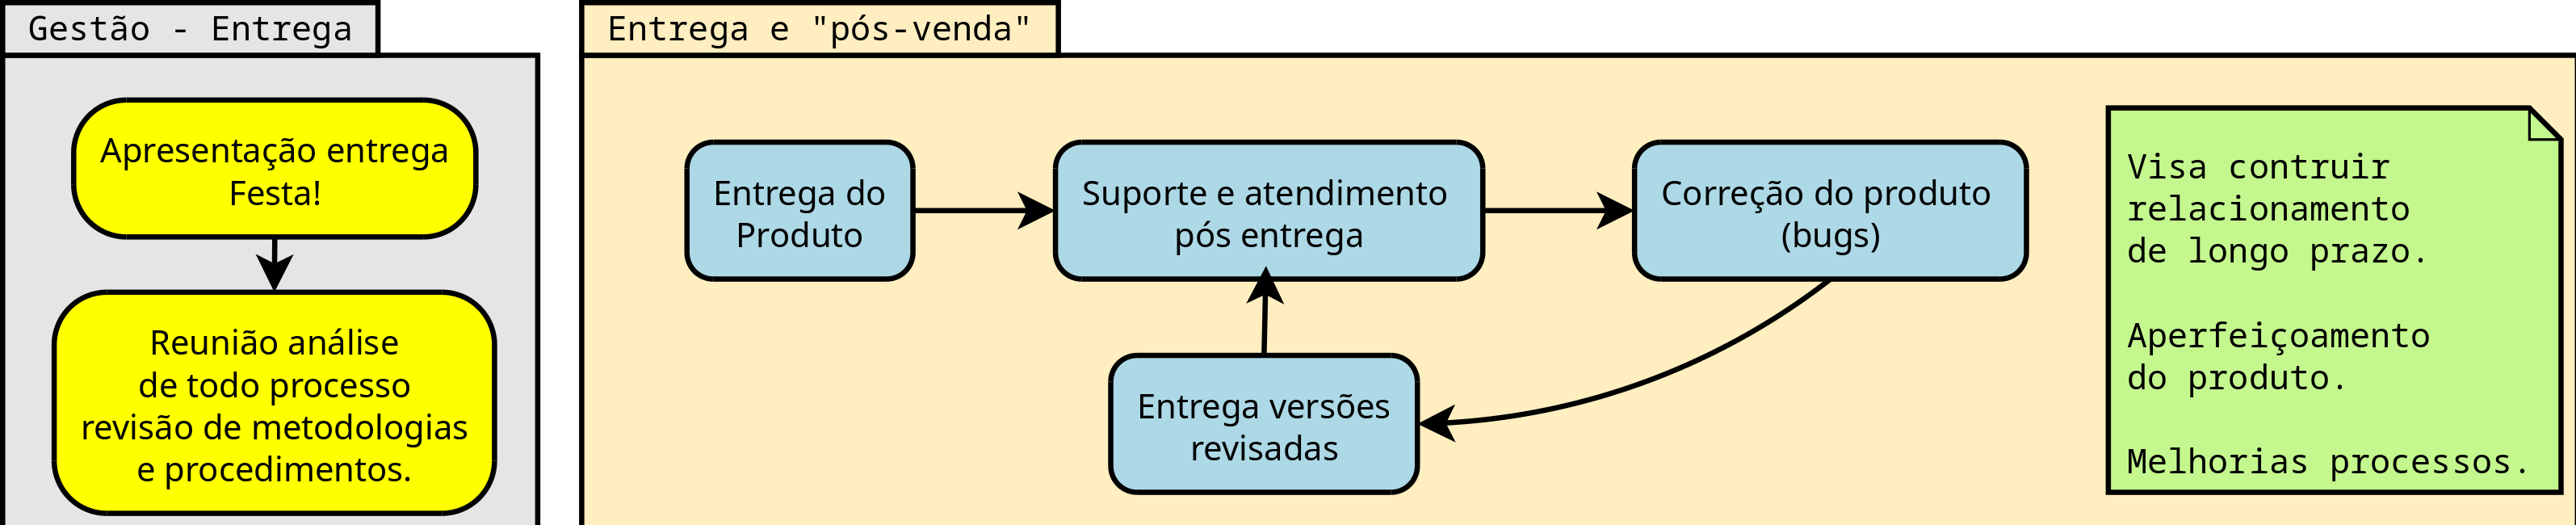 Gestão - Entrega
Apresentação entrega
Festa!
Reunião análise
de todo processo
revisão de metodologias
e procedimentos.
Entrega e "pós-venda"
Entrega do
Produto
Suporte e atendimento
pós entrega
Correção do produto
(bugs)
Entrega versões
revisadas
Visa contruir
relacionamento
de longo prazo.
Aperfeiçoamento
do produto.
Melhorias processos.